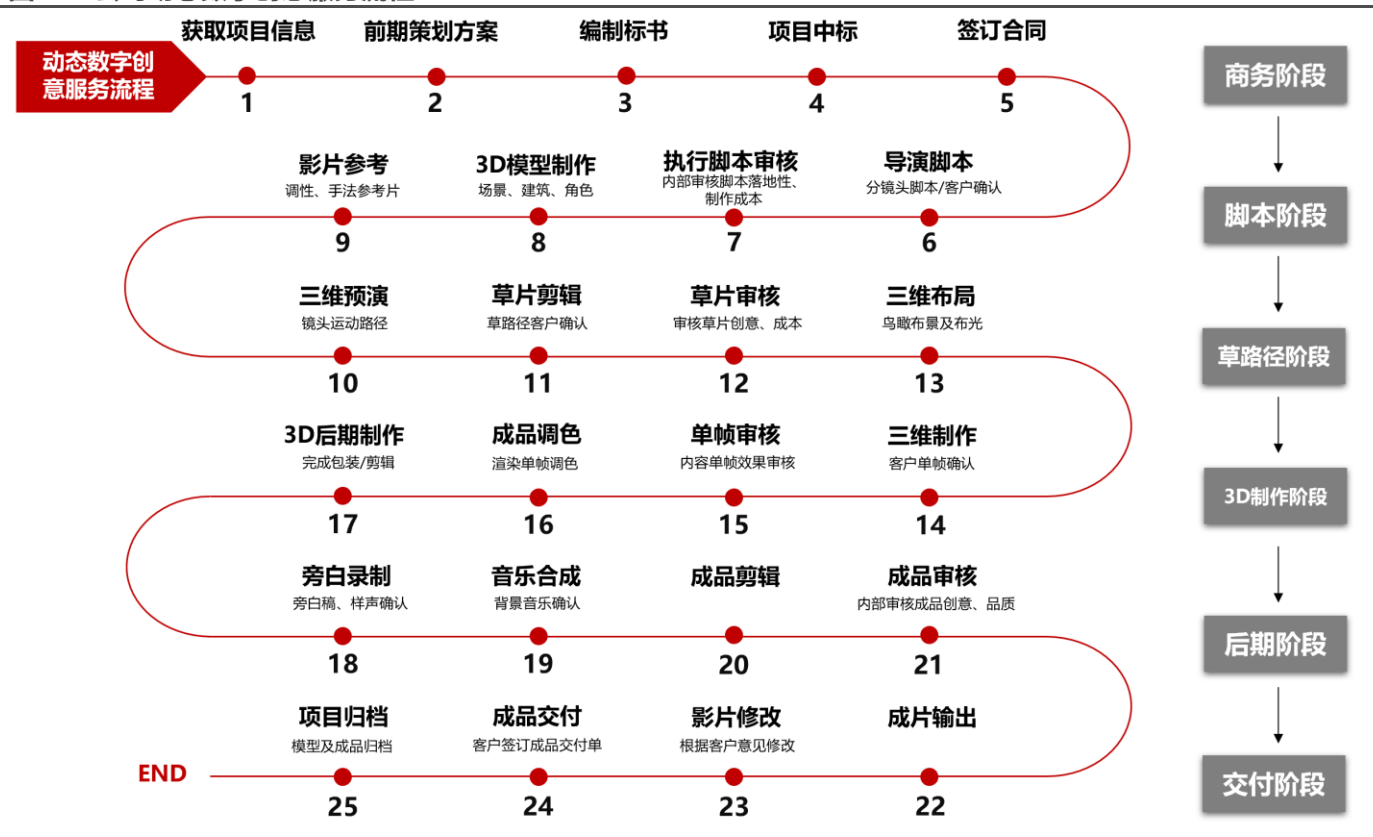 获取项目信息
前期策划方案
编制标书
项目中标
签订合同
动态数字创
意服务流程
1
2
3
4
5
商务阶段
影片参考
调性、手法参考片
3D模型制作
场景、建筑、角色
执行脚本审核
内部审核脚本落地性、
制作成本
导演脚本
分镜头脚本/客户确认
9
8
7
6
脚本阶段
三维预演
镜头运动路径
草片剪辑
草路径客户确认
草片审核
审核草片创意、成本
三维布局
鸟瞰布景及布光
10
11
12
13
草路径阶段
3D后期制作
完成包装/剪辑
成品调色
渲染单帧调色
单帧审核
内容单帧效果审核
三维制作
客户单帧确认
17
16
15
14
3D制作阶段
旁白录制
旁白稿、样声确认
音乐合成
背景音乐确认
成品剪辑
成品审核
内部审核成品创意、品质
18
19
20
21
后期阶段
项目归档
模型及成品归档
成品交付
客户签订成品交付单
影片修改
根据客户意见修改
成片输出
END
25
24
23
22
交付阶段